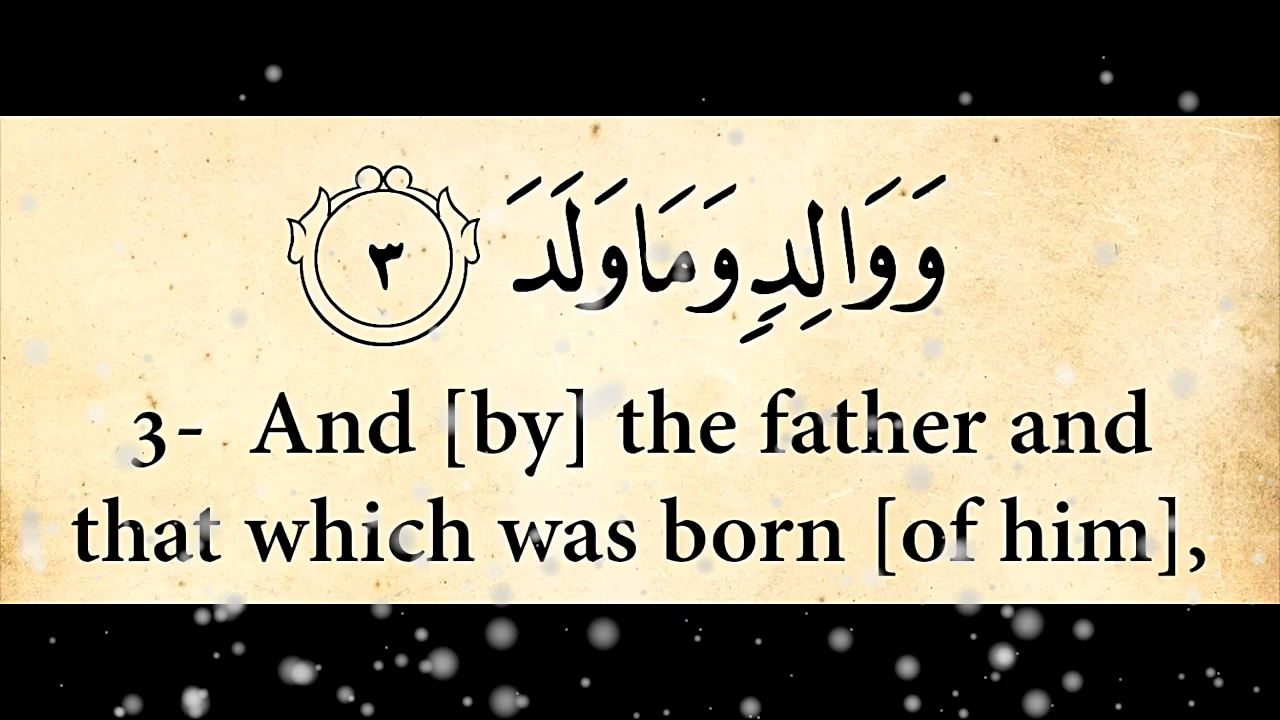 وَوَالِدٍ وَمَا وَلَدَ ٣
3- And [by] the father and
that which was born [of him],